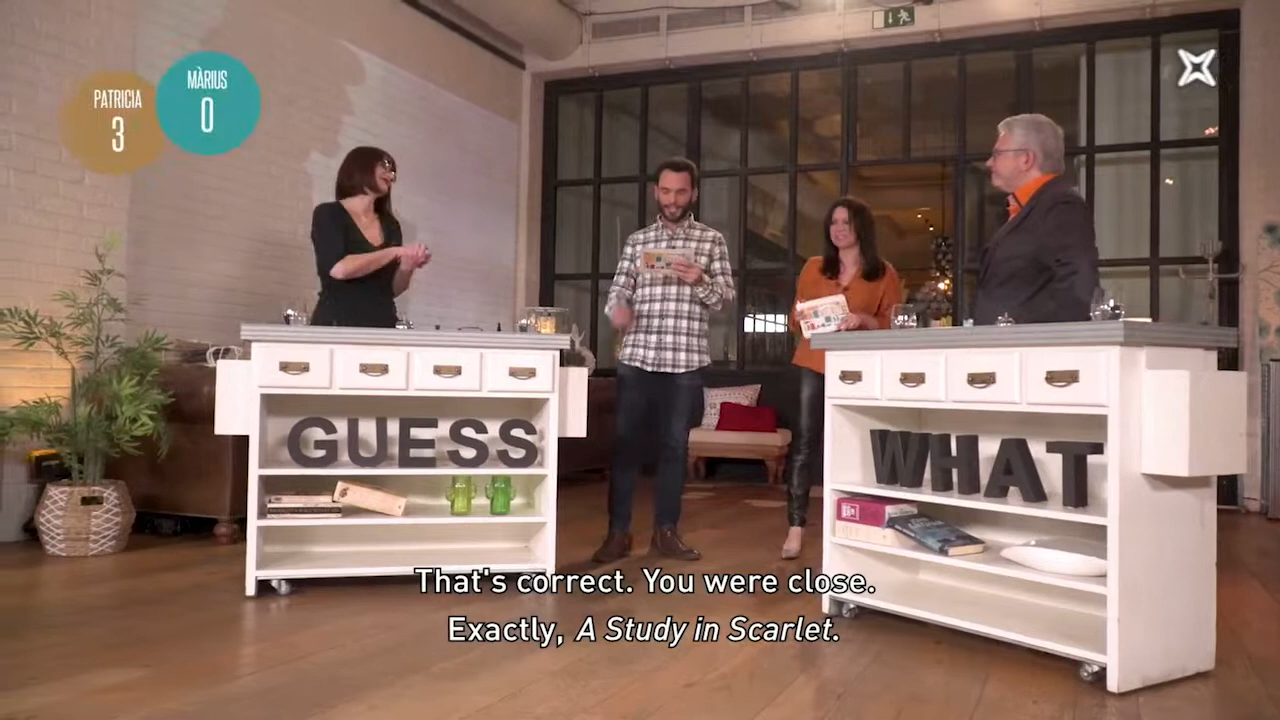 PATRICIA
3
MÀRIUS
0
GUESS
WHAT
That's correct. You were close.
Exactly, A Study in Scarlet.